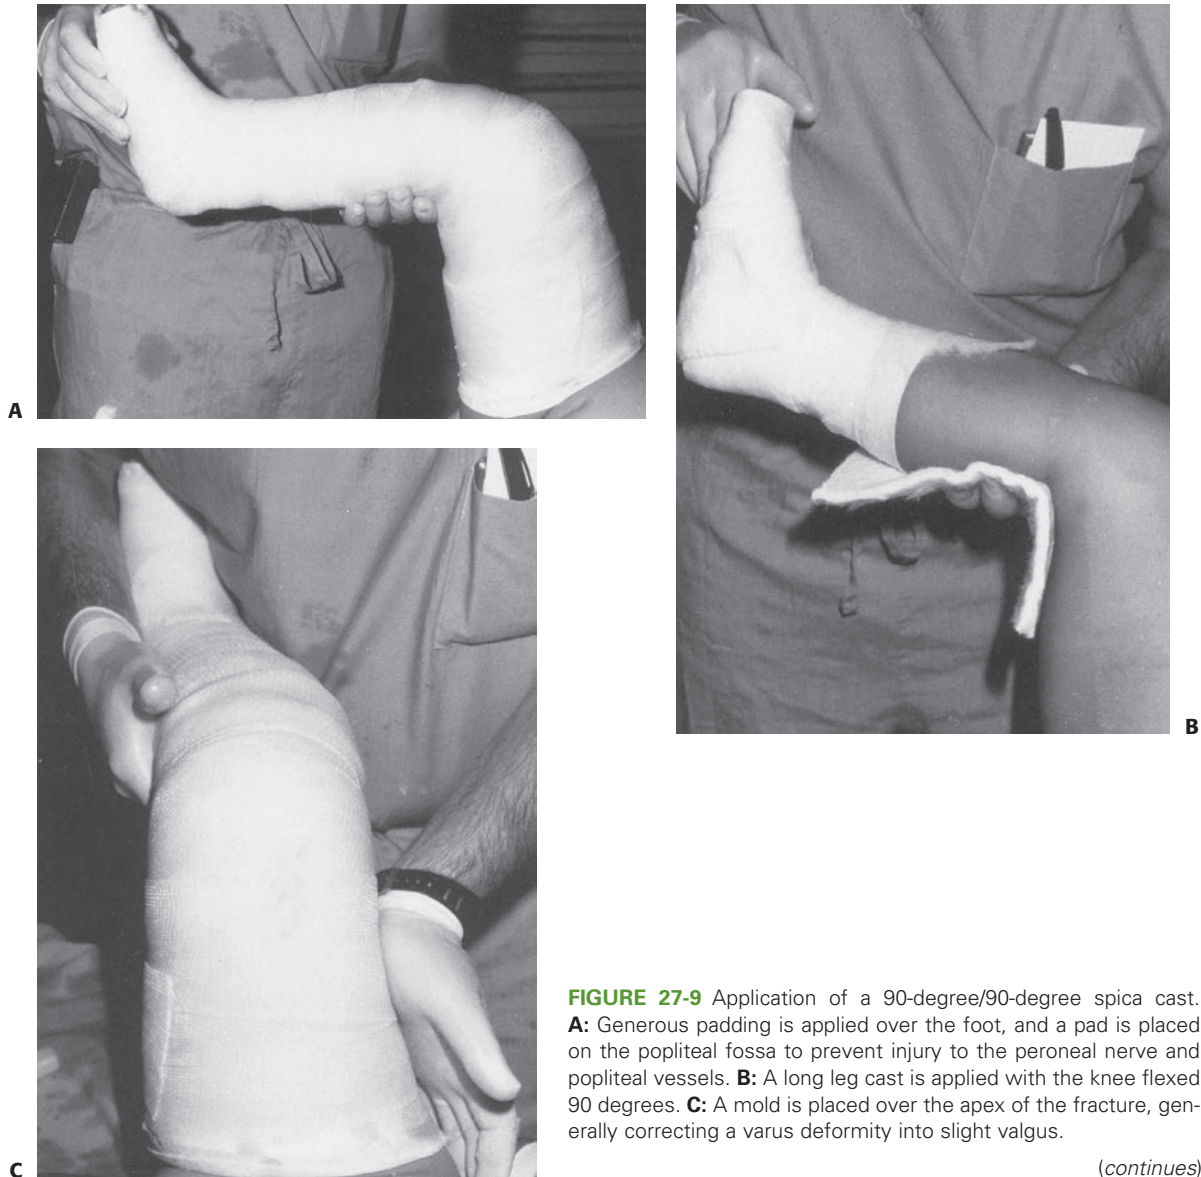 A
B
C
FIGURE 27-9 Application of a 90-degree/90-degree spica cast.
A: Generous padding is applied over the foot, and a pad is placed
on the popliteal fossa to prevent injury to the peroneal nerve and
popliteal vessels. B: A long leg cast is applied with the knee flexed
90 degrees. C: A mold is placed over the apex of the fracture, gen-
erally correcting a varus deformity into slight valgus.
(continues)